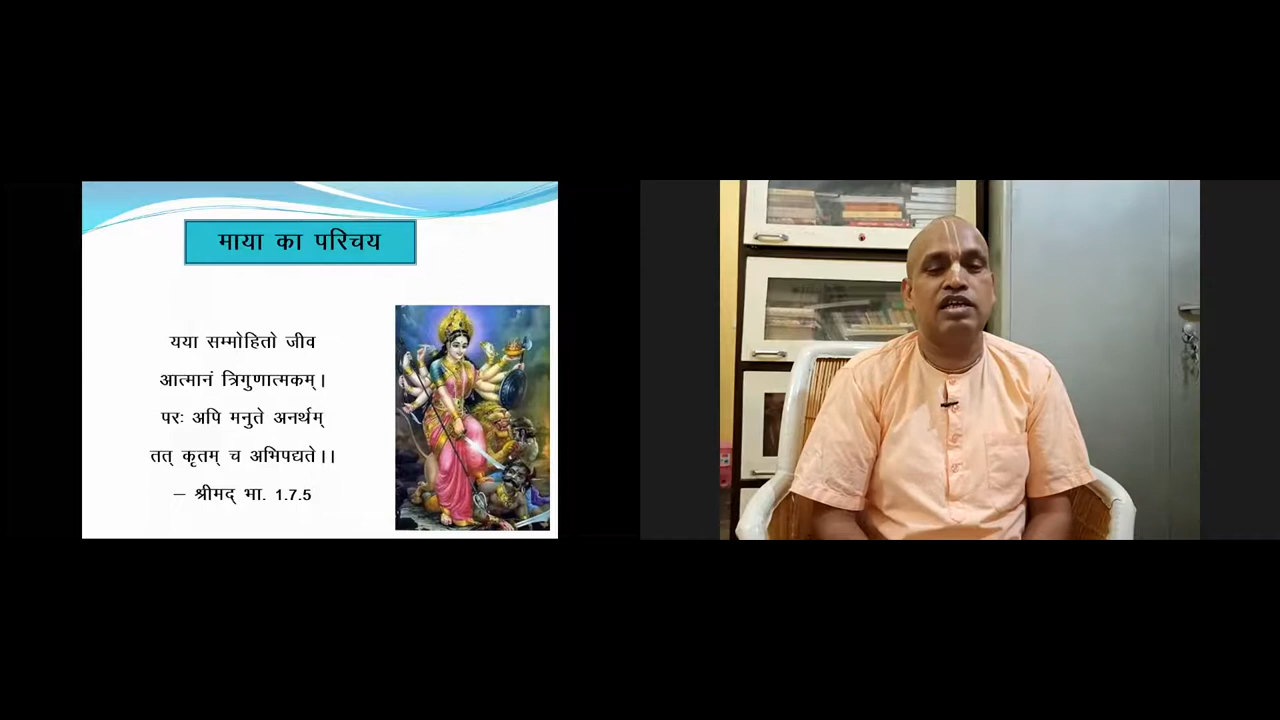 माया का परिचय
यया सम्मोहितो जीव
आत्मानं त्रिगुणात्मकम्।
परः अपि मनुते अनर्थम्
तत् कृतम् च अभिपद्यते।।
– श्रीमद् भा. 1.7.5